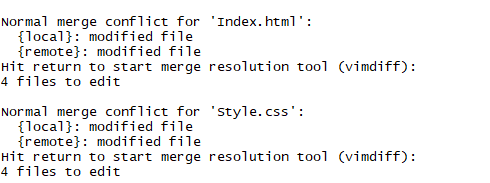 Normal merge conflict for 'Index.html':
  {local}: modified file
  {remote}: modified file
Hit return to start merge resolution tool (vimdiff):
4 files to edit

Normal merge conflict for 'Style.css':
  {local}: modified file
  {remote}: modified file
Hit return to start merge resolution tool (vimdiff):
4 files to edit